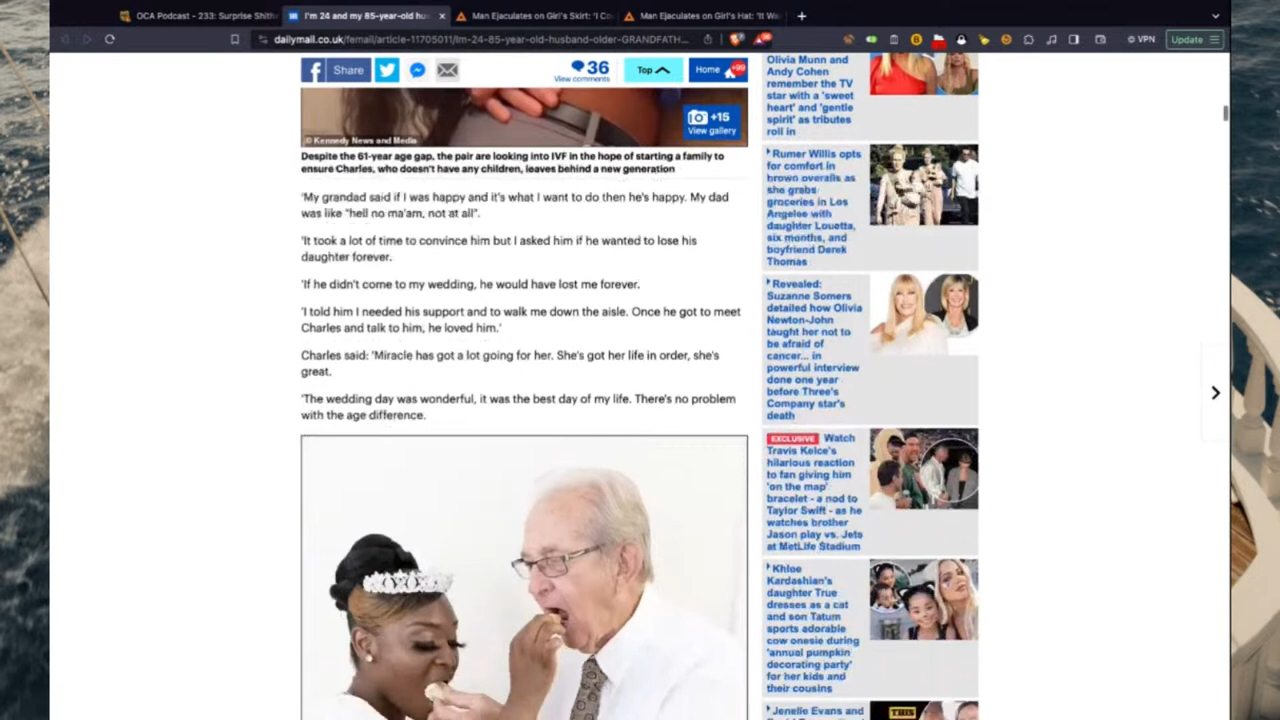 OCA Podcast - 233: Surprise Shith
I'm 24 and my 85-year-old hu
Man Ejaculates on Girl's Skirt: 'I Co
Man Ejaculates on Girl's Hat: 'It Wa
dailymail.co.uk/femail/article-11705011/Im-24-85-year-old-husband-older-GRANDFATH...
VPN
Update
Share
36
View comments
Top
Home
+99
+15
View gallery
© Kennedy News and Media
Despite the 61-year age gap, the pair are looking into IVF in the hope of starting a family to
ensure Charles, who doesn't have any children, leaves behind a new generation
'My grandad said if I was happy and it's what I want to do then he's happy. My dad
was like "hell no ma'am, not at all".
'It took a lot of time to convince him but I asked him if he wanted to lose his
daughter forever.
'If he didn't come to my wedding, he would have lost me forever.
'I told him I needed his support and to walk me down the aisle. Once he got to meet
Charles and talk to him, he loved him.'
Charles said: 'Miracle has got a lot going for her. She's got her life in order, she's
great.
'The wedding day was wonderful, it was the best day of my life. There's no problem
with the age difference.
Olivia Munn and
Andy Cohen
remember the TV
star with a 'sweet
heart' and 'gentle
spirit' as tributes
roll in
Rumer Willis opts
for comfort in
brown overalls as
she grabs
groceries in Los
Angeles with
daughter Louetta,
six months, and
boyfriend Derek
Thomas
Revealed:
Suzanne Somers
detailed how Olivia
Newton-John
taught her not to
be afraid of
cancer... in
powerful interview
done one year
before Three's
Company star's
death
EXCLUSIVE Watch
Travis Kelce's
hilarious reaction
to fan giving him
'on the map'
bracelet - a nod to
Taylor Swift - as he
watches brother
Jason play vs. Jets
at MetLife Stadium
Khloe
Kardashian's
daughter True
dresses as a cat
and son Tatum
sports adorable
cow onesie during
'annual pumpkin
decorating party'
for her kids and
their cousins
Jenelle Evans and
THIS